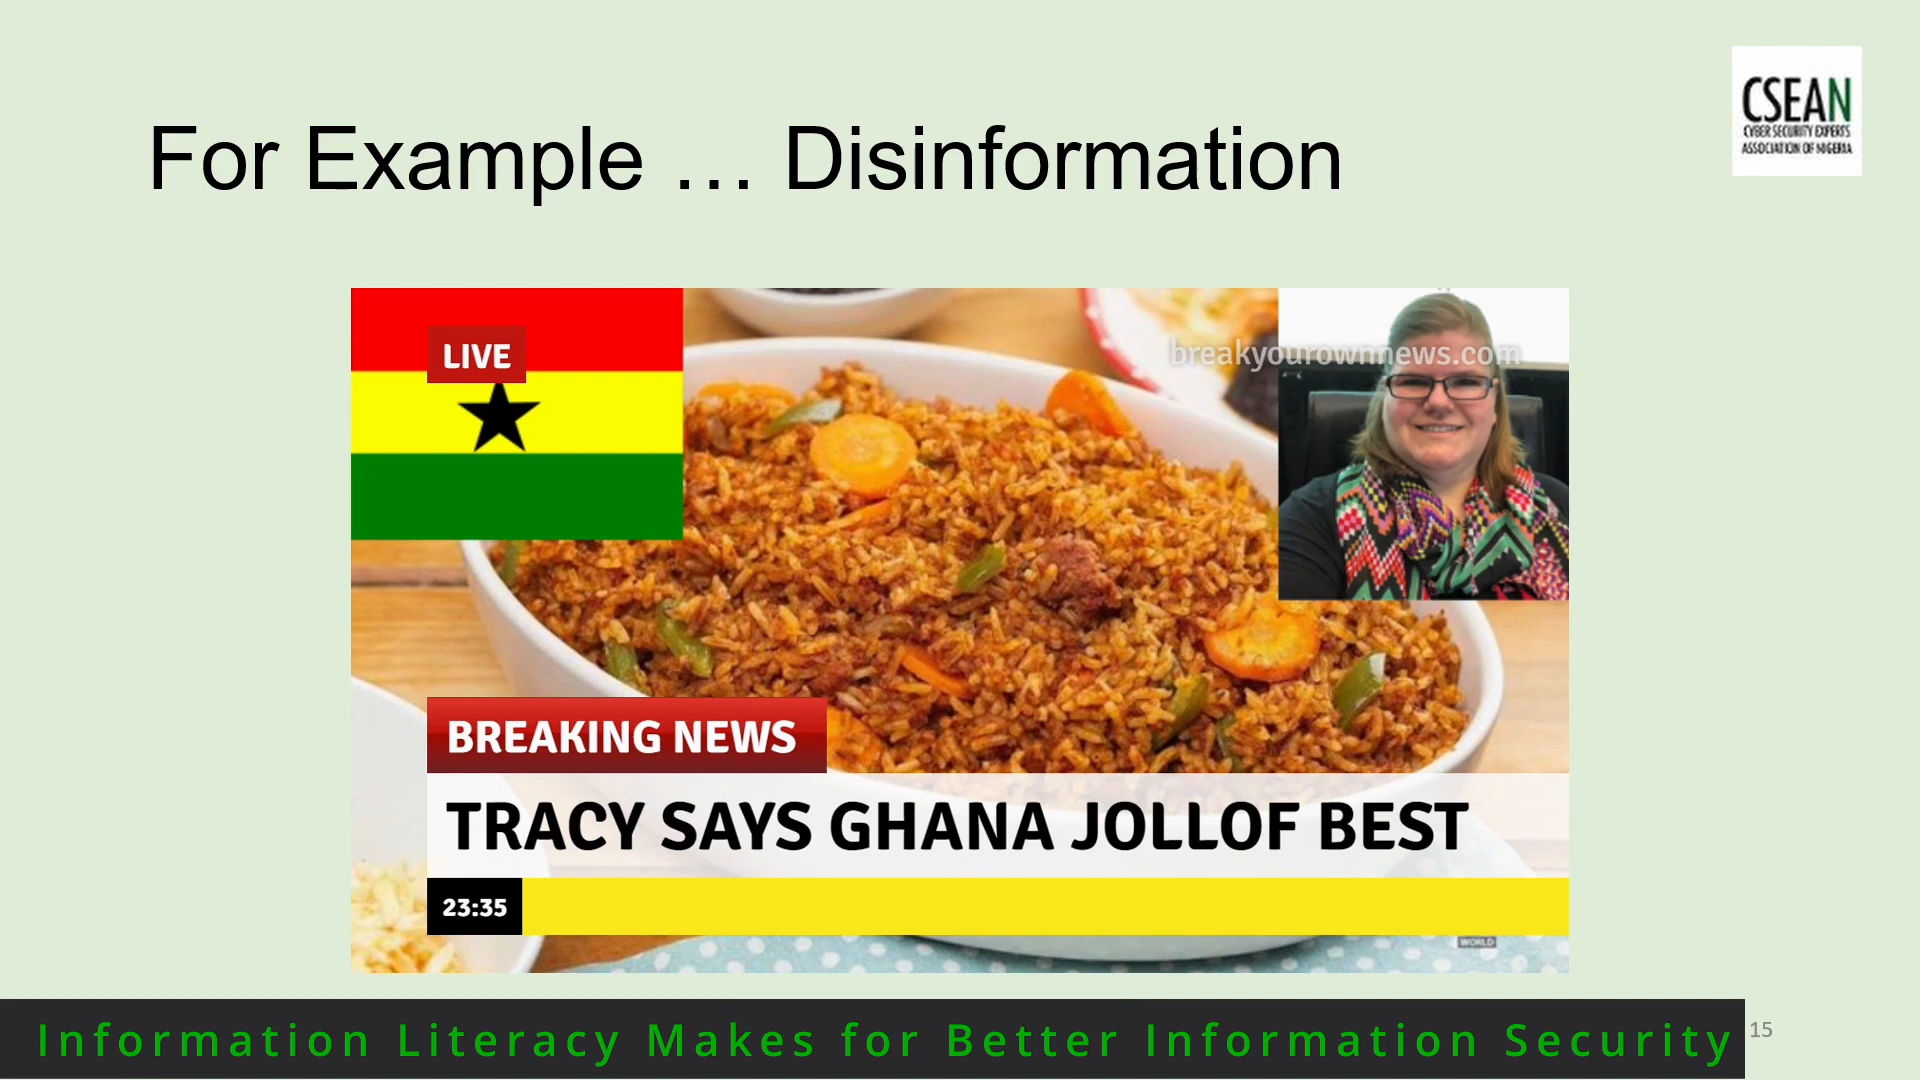 CSEAN
CYBER SECURITY EXPERTS
ASSOCIATION OF NIGERIA
For Example … Disinformation
LIVE
breakyourownnews.com
BREAKING NEWS
TRACY SAYS GHANA JOLLOF BEST
23:35
WORLD
Information Literacy Makes for Better Information Security
15